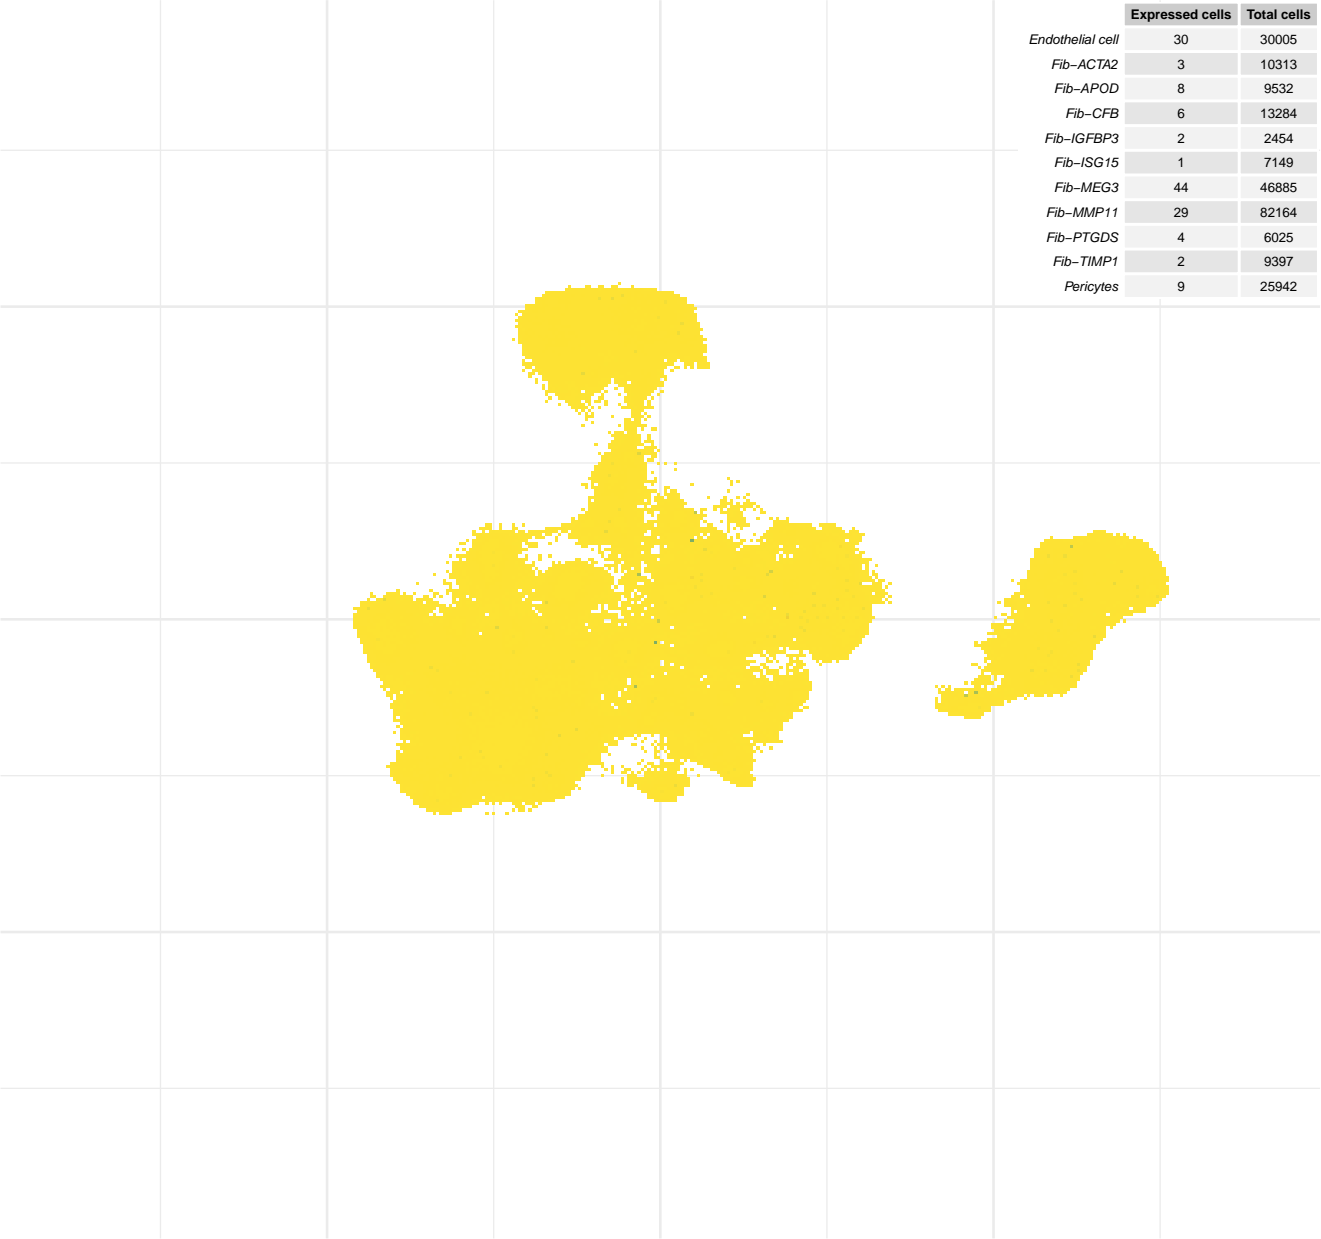 Expressed cells Total cells
Endothelial cell 30 30005
Fib−ACTA2 3 10313
Fib−APOD 8 9532
Fib−CFB 6 13284
Fib−IGFBP3 2 2454
Fib−ISG15 1 7149
Fib−MEG3 44 46885
Fib−MMP11 29 82164
Fib−PTGDS 4 6025
Fib−TIMP1 2 9397
Pericytes 9 25942